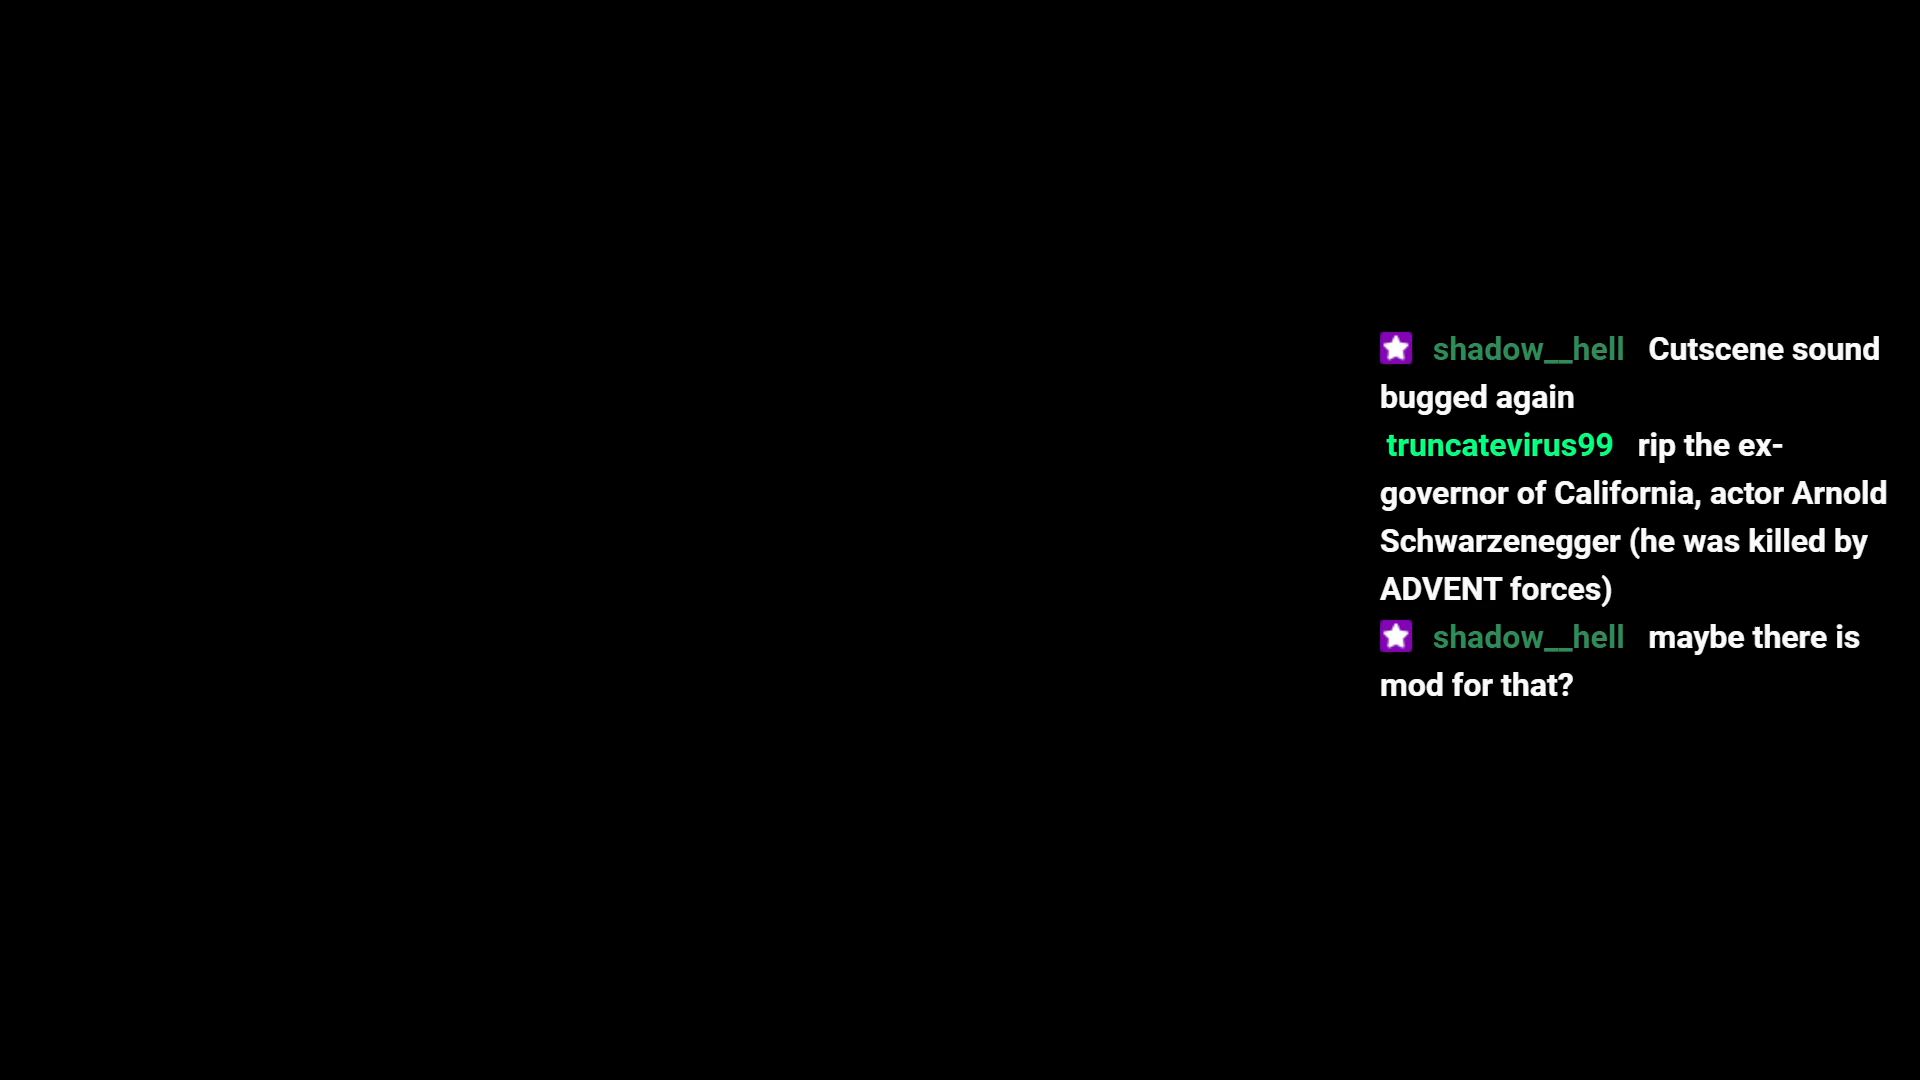 shadow__hell Cutscene sound
bugged again
truncatevirus99 rip the ex-
governor of California, actor Arnold
Schwarzenegger (he was killed by
ADVENT forces)
shadow__hell maybe there is
mod for that?